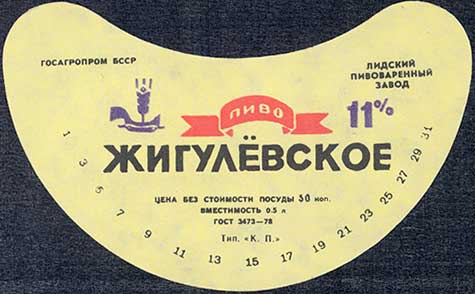 ГОСАГРОПРОМ БССР
ЛИДСКИЙ
ПИВОВАРЕННЫЙ
ЗАВОД
ПИВО
11%
ЖИГУЛЁВСКОЕ
ЦЕНА БЕЗ СТОИМОСТИ ПОСУДЫ 30 коп.
ВМЕСТИМОСТЬ 0.5 л
ГОСТ 3473—78
Тип. «К. П.»
1 3 5 7 9 11 13 15 17 19 21 23 25 27 29 31